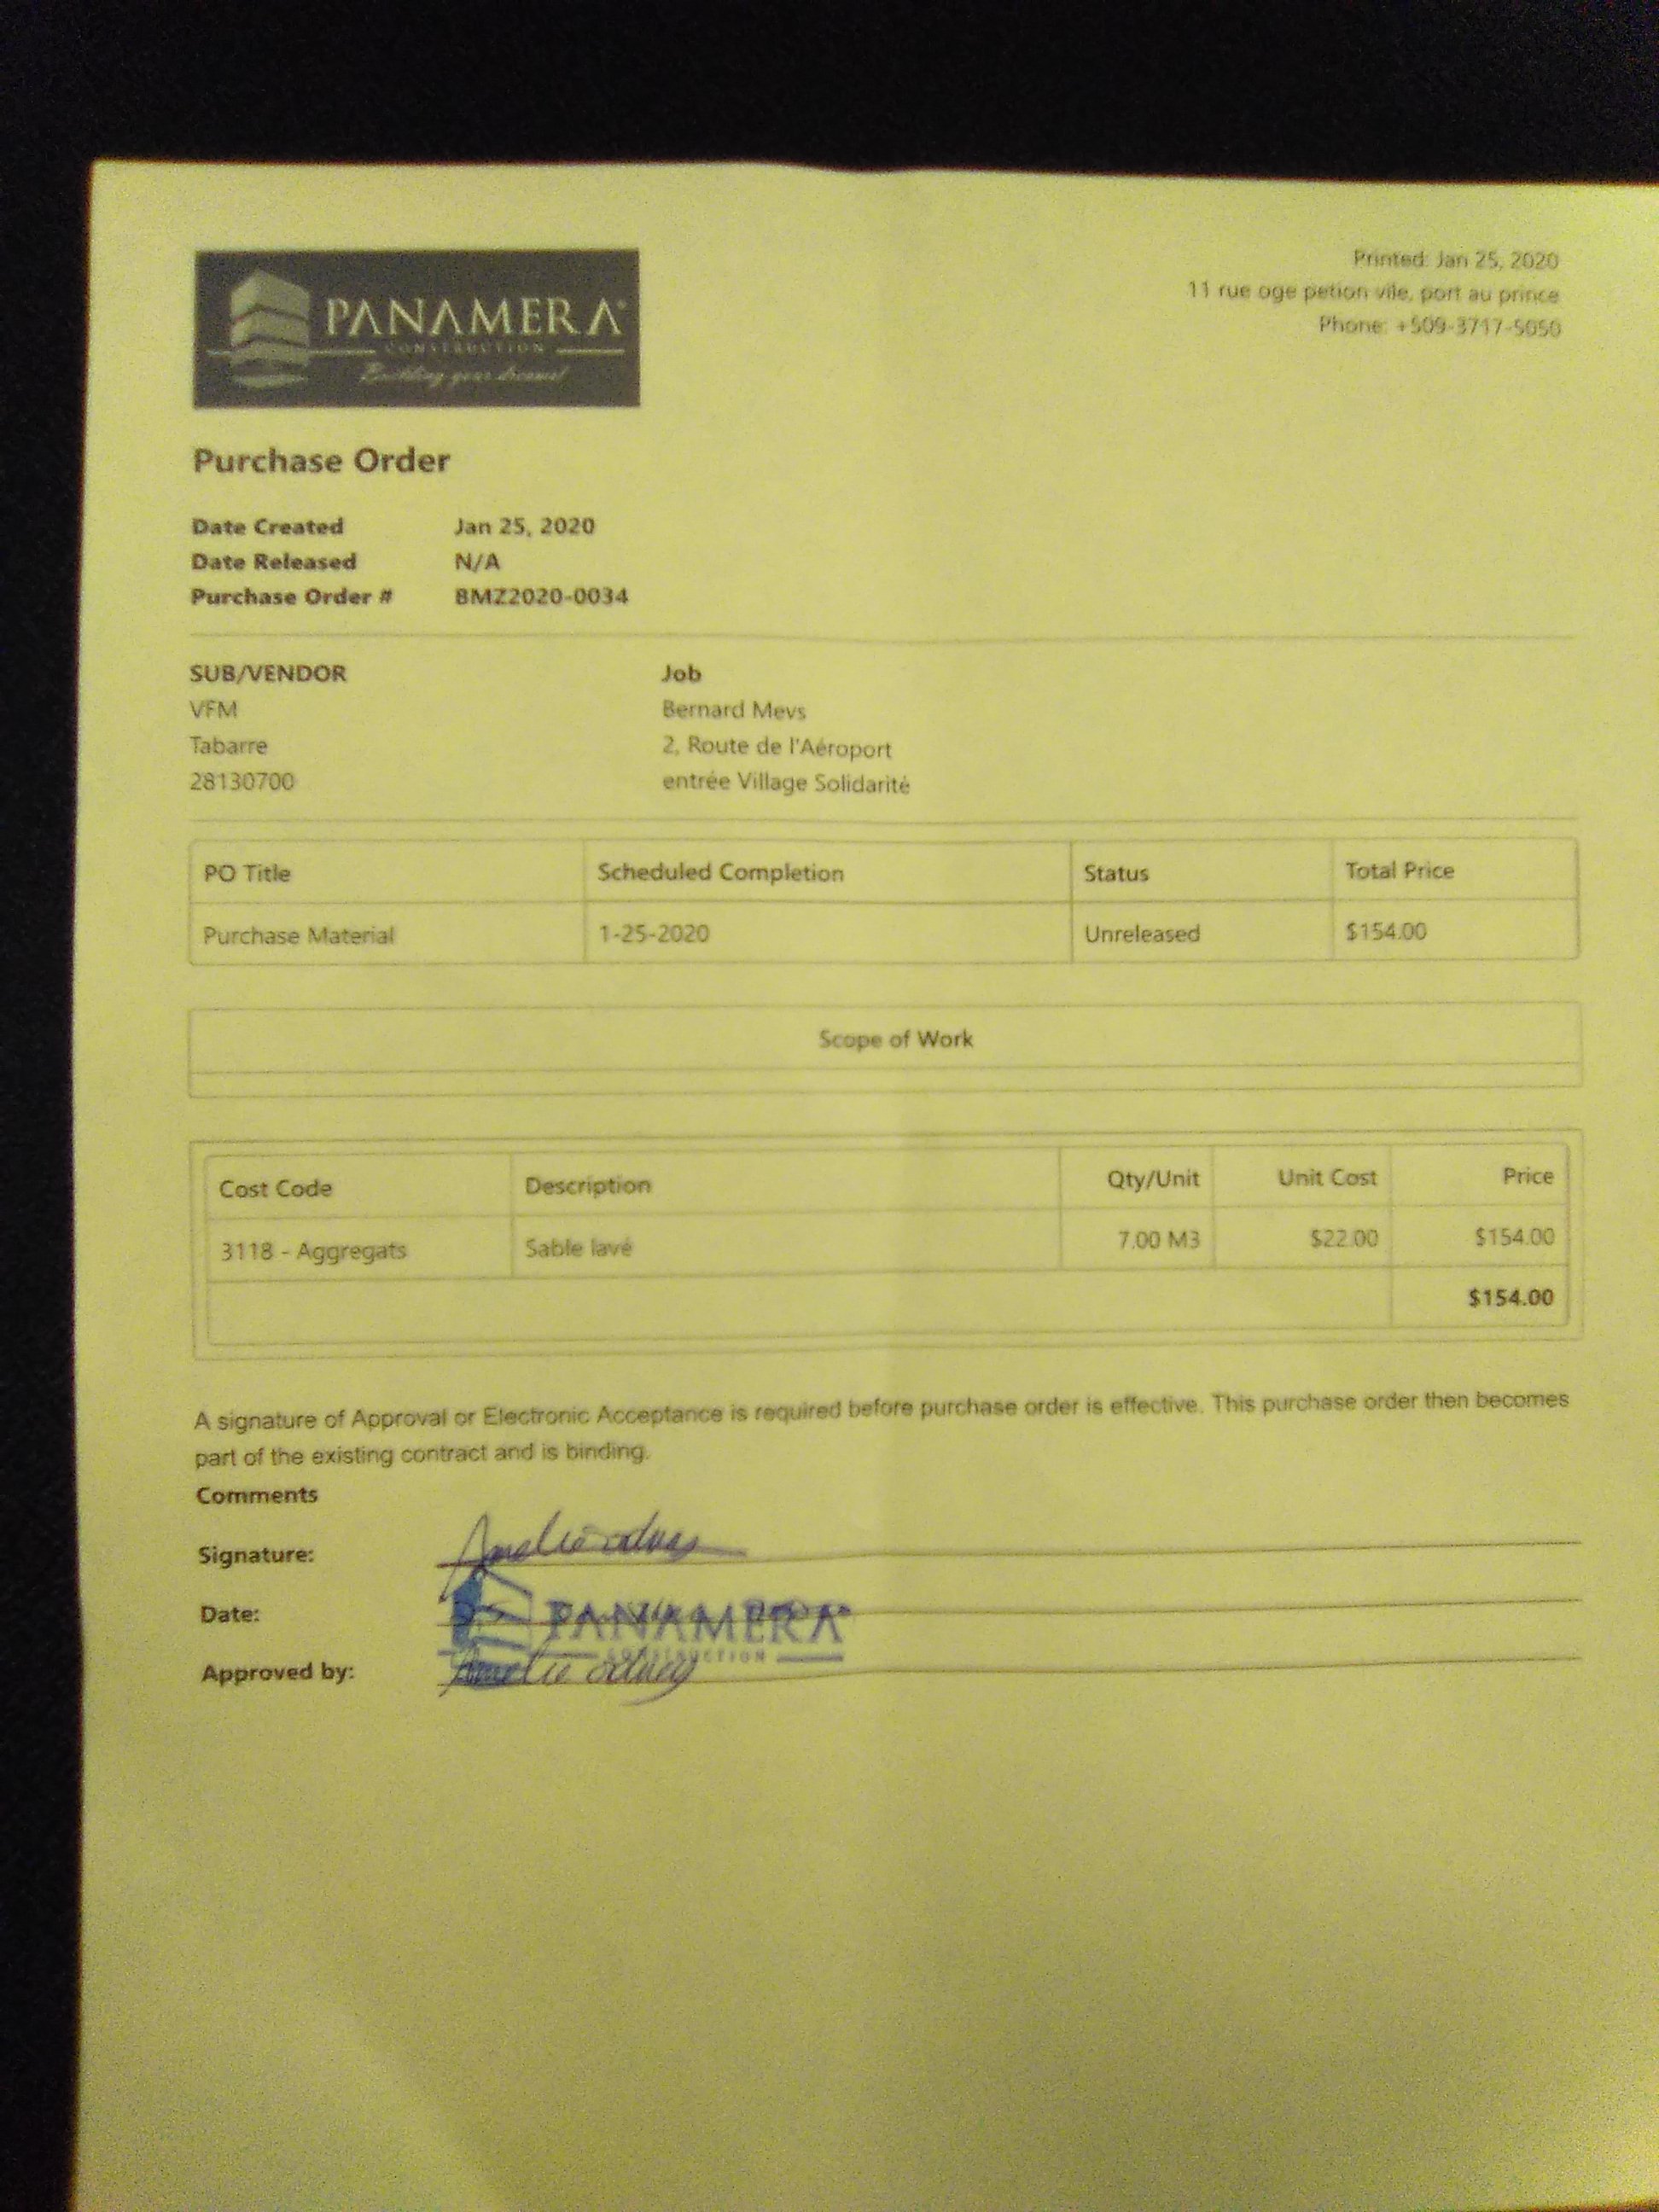 PANAMERA
CONSTRUCTION
Building your dreams!
Printed: Jan 25, 2020
11 rue oge petion vile, port au prince
Phone: +509-3717-5050
Purchase Order
Date Created Jan 25, 2020
Date Released N/A
Purchase Order # BMZ2020-0034
SUB/VENDOR Job
VFM Bernard Mevs
Tabarre 2, Route de l'Aéroport
28130700 entrée Village Solidarité
PO Title Scheduled Completion Status Total Price
Purchase Material 1-25-2020 Unreleased $154.00
Scope of Work
Cost Code Description Qty/Unit Unit Cost Price
3118 - Aggregats Sable lavé 7.00 M3 $22.00 $154.00
$154.00
A signature of Approval or Electronic Acceptance is required before purchase order is effective. This purchase order then becomes
part of the existing contract and is binding.
Comments
Signature: Amelie
Date:
PANAMERA
CONSTRUCTION
Approved by: Amelie